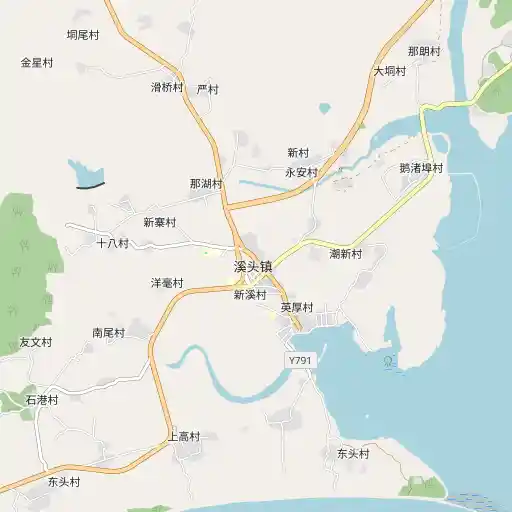 垌尾村
那朗村
金星村
大垌村
滑桥村
严村
新村
永安村
鹅渚埠村
那湖村
新寨村
十八村
潮新村
溪头镇
洋毫村
新溪村
英厚村
南尾村
友文村
Y791
石港村
上高村
东头村
东头村